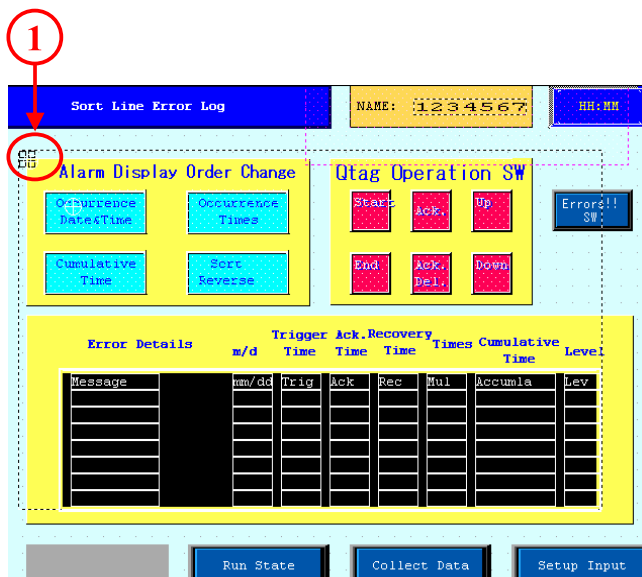 1
Sort Line Error Log
NAME: 1234567
HH:MM
Alarm Display Order Change
Qtag Operation SW
Occurrence
Date&Time
Occurrence
Times
Start
Ack.
Up
Errors!!
SW
Cumulative
Time
Sort
Reverse
End
Ack.
Del.
Down
Error Details
m/d
Trigger
Time
Ack.
Time
Recovery
Time
Times
Cumulative
Time
Level
Message mm/dd Trig Ack Rec Mul Accumla Lev
Run State
Collect Data
Setup Input